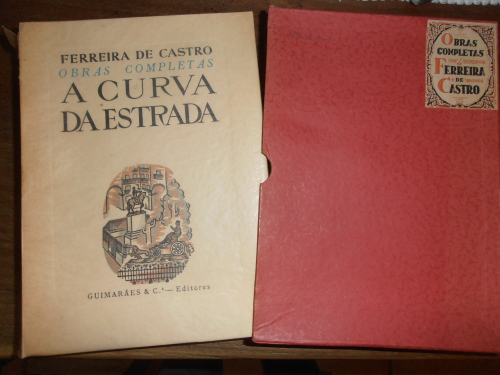 FERREIRA DE CASTRO
OBRAS COMPLETAS
A CURVA
DA ESTRADA
GUIMARÃES & C.ª — Editores
OBRAS
COMPLETAS
FERREIRA
DE
CASTRO